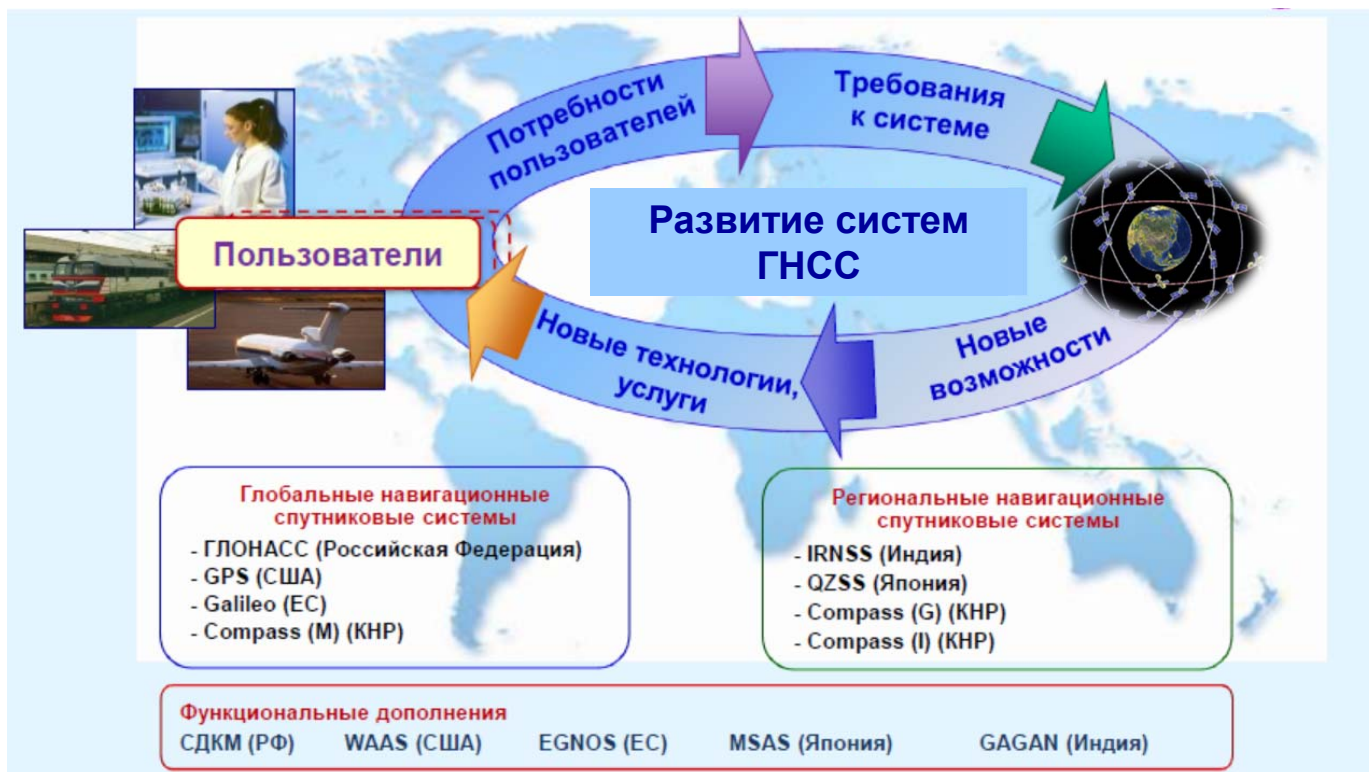 Потребности
пользователей
Требования
к системе
Развитие систем
ГНСС
Пользователи
Новые технологии,
услуги
Новые
возможности
Глобальные навигационные
спутниковые системы
- ГЛОНАСС (Российская Федерация)
- GPS (США)
- Galileo (ЕС)
- Compass (M) (КНР)
Региональные навигационные
спутниковые системы
- IRNSS (Индия)
- QZSS (Япония)
- Compass (G) (КНР)
- Compass (I) (КНР)
Функциональные дополнения
СДКМ (РФ) WAAS (США) EGNOS (ЕС) MSAS (Япония) GAGAN (Индия)